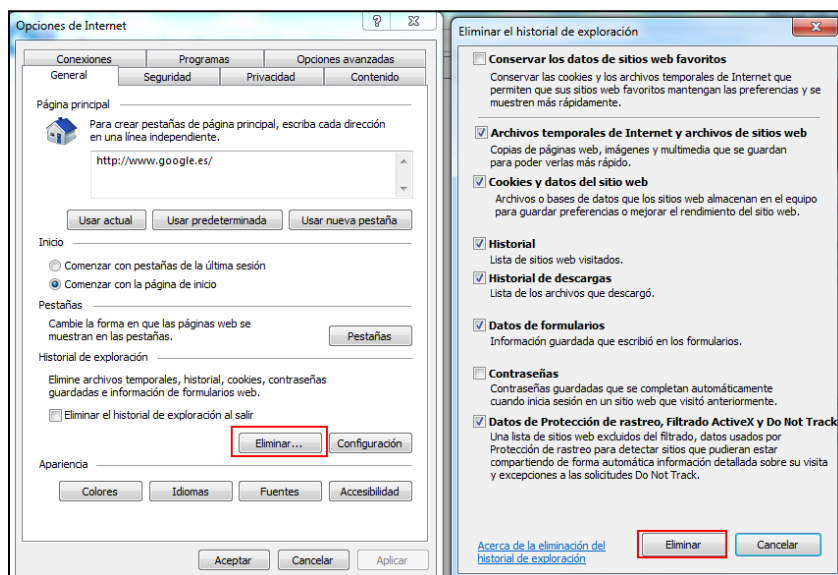 Opciones de Internet
Conexiones
Programas
Opciones avanzadas
General
Seguridad
Privacidad
Contenido
Página principal
Para crear pestañas de página principal, escriba cada dirección
en una línea independiente.
http://www.google.es/
Usar actual
Usar predeterminada
Usar nueva pestaña
Inicio
Comenzar con pestañas de la última sesión
Comenzar con la página de inicio
Pestañas
Cambie la forma en que las páginas web se
muestran en las pestañas.
Pestañas
Historial de exploración
Elimine archivos temporales, historial, cookies, contraseñas
guardadas e información de formularios web.
Eliminar el historial de exploración al salir
Eliminar...
Configuración
Apariencia
Colores
Idiomas
Fuentes
Accesibilidad
Aceptar
Cancelar
Aplicar
Eliminar el historial de exploración
Conservar los datos de sitios web favoritos
Conservar las cookies y los archivos temporales de Internet que
permiten que sus sitios web favoritos mantengan las preferencias y se
muestren más rápidamente.
Archivos temporales de Internet y archivos de sitios web
Copias de páginas web, imágenes y multimedia que se guardan
para poder verlas más rápido.
Cookies y datos del sitio web
Archivos o bases de datos que los sitios web almacenan en el equipo
para guardar preferencias o mejorar el rendimiento del sitio web.
Historial
Lista de sitios web visitados.
Historial de descargas
Lista de los archivos que descargó.
Datos de formularios
Información guardada que escribió en los formularios.
Contraseñas
Contraseñas guardadas que se completan automáticamente
cuando inicia sesión en un sitio web que visitó anteriormente.
Datos de Protección de rastreo, Filtrado ActiveX y Do Not Track
Una lista de sitios web excluidos del filtrado, datos usados por
Protección de rastreo para detectar sitios que pudieran estar
compartiendo de forma automática información detallada sobre su visita
y excepciones a las solicitudes Do Not Track.
Acerca de la eliminación del
historial de exploración
Eliminar
Cancelar